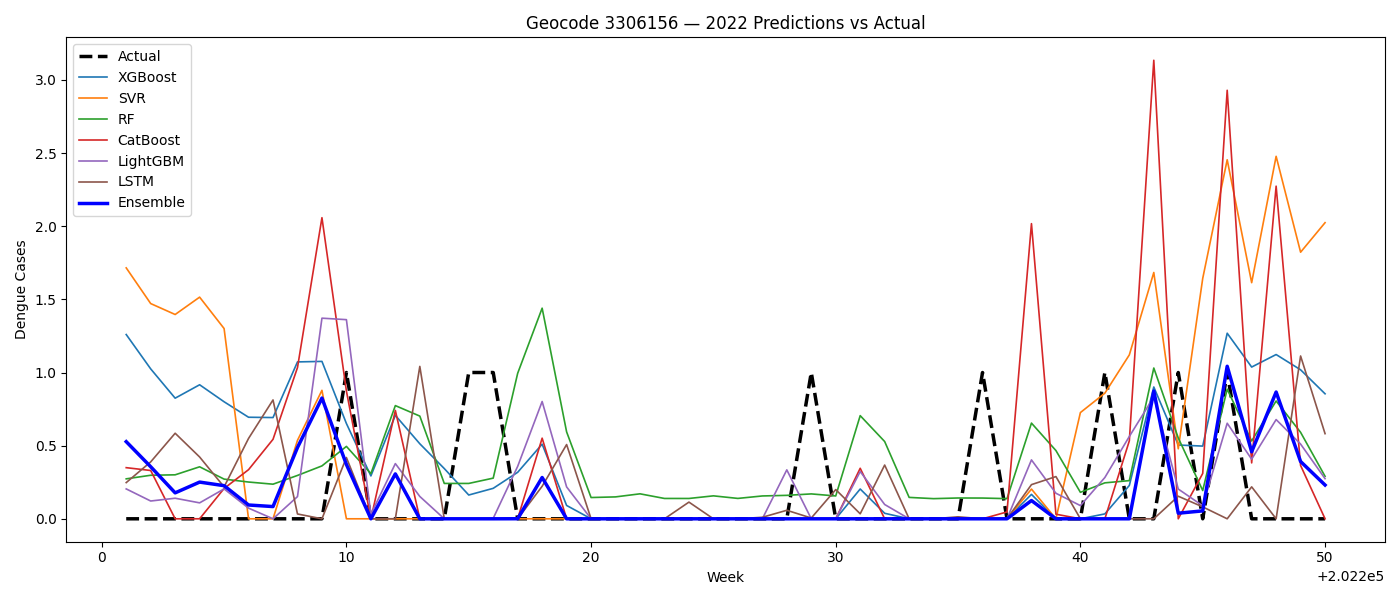 Geocode 3306156 — 2022 Predictions vs Actual
Actual
XGBoost
SVR
RF
CatBoost
LightGBM
LSTM
Ensemble
Dengue Cases
3.0
2.5
2.0
1.5
1.0
0.5
0.0
0 10 20 30 40 50
Week
+2.022e5